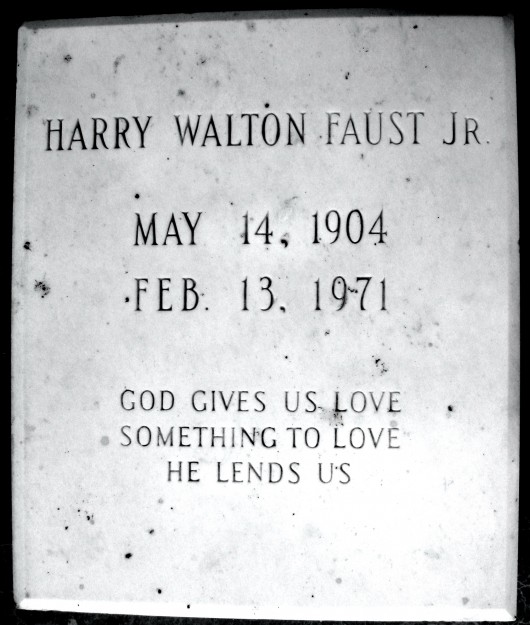 HARRY WALTON FAUST JR.
MAY 14, 1904
FEB. 13, 1971
GOD GIVES US LOVE
SOMETHING TO LOVE
HE LENDS US